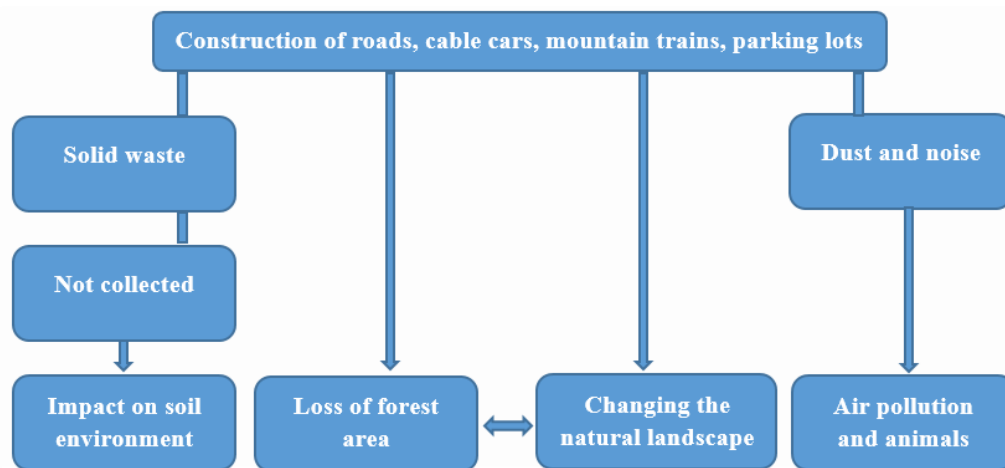 Construction of roads, cable cars, mountain trains, parking lots
Solid waste
Dust and noise
Not collected
Impact on soil
environment
Loss of forest
area
Changing the
natural landscape
Air pollution
and animals